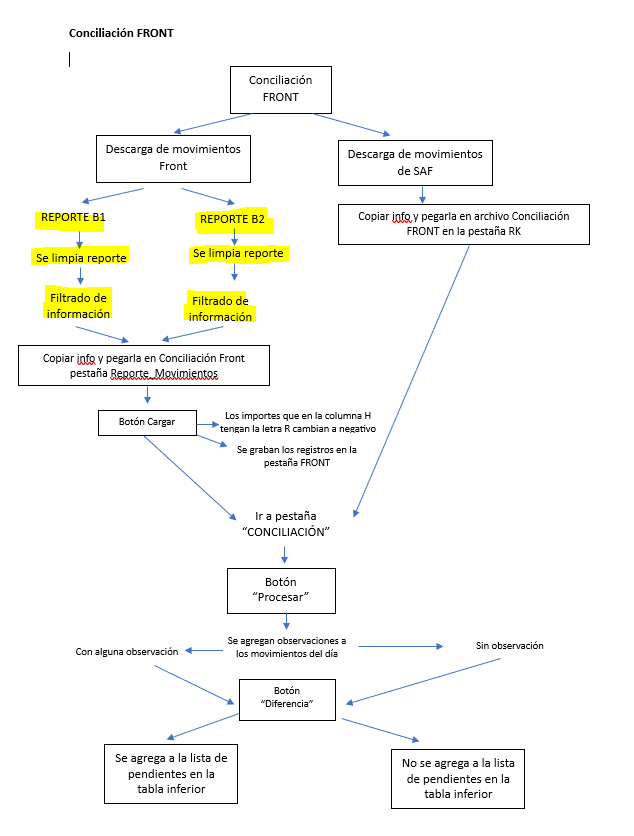 Conciliación FRONT
Conciliación
FRONT
Descarga de movimientos
Front
Descarga de movimientos
de SAF
REPORTE B1
REPORTE B2
Copiar info y pegarla en archivo Conciliación
FRONT en la pestaña RK
Se limpia reporte
Se limpia reporte
Filtrado de
información
Filtrado de
información
Copiar info y pegarla en Conciliación Front
pestaña Reporte_Movimientos
Botón Cargar
Los importes que en la columna H
tengan la letra R cambian a negativo
Se graban los registros en la
pestaña FRONT
Ir a pestaña
“CONCILIACIÓN”
Botón
“Procesar”
Se agregan observaciones a
los movimientos del día
Con alguna observación
Sin observación
Botón
“Diferencia”
Se agrega a la lista de
pendientes en la
tabla inferior
No se agrega a la lista
de pendientes en la
tabla inferior